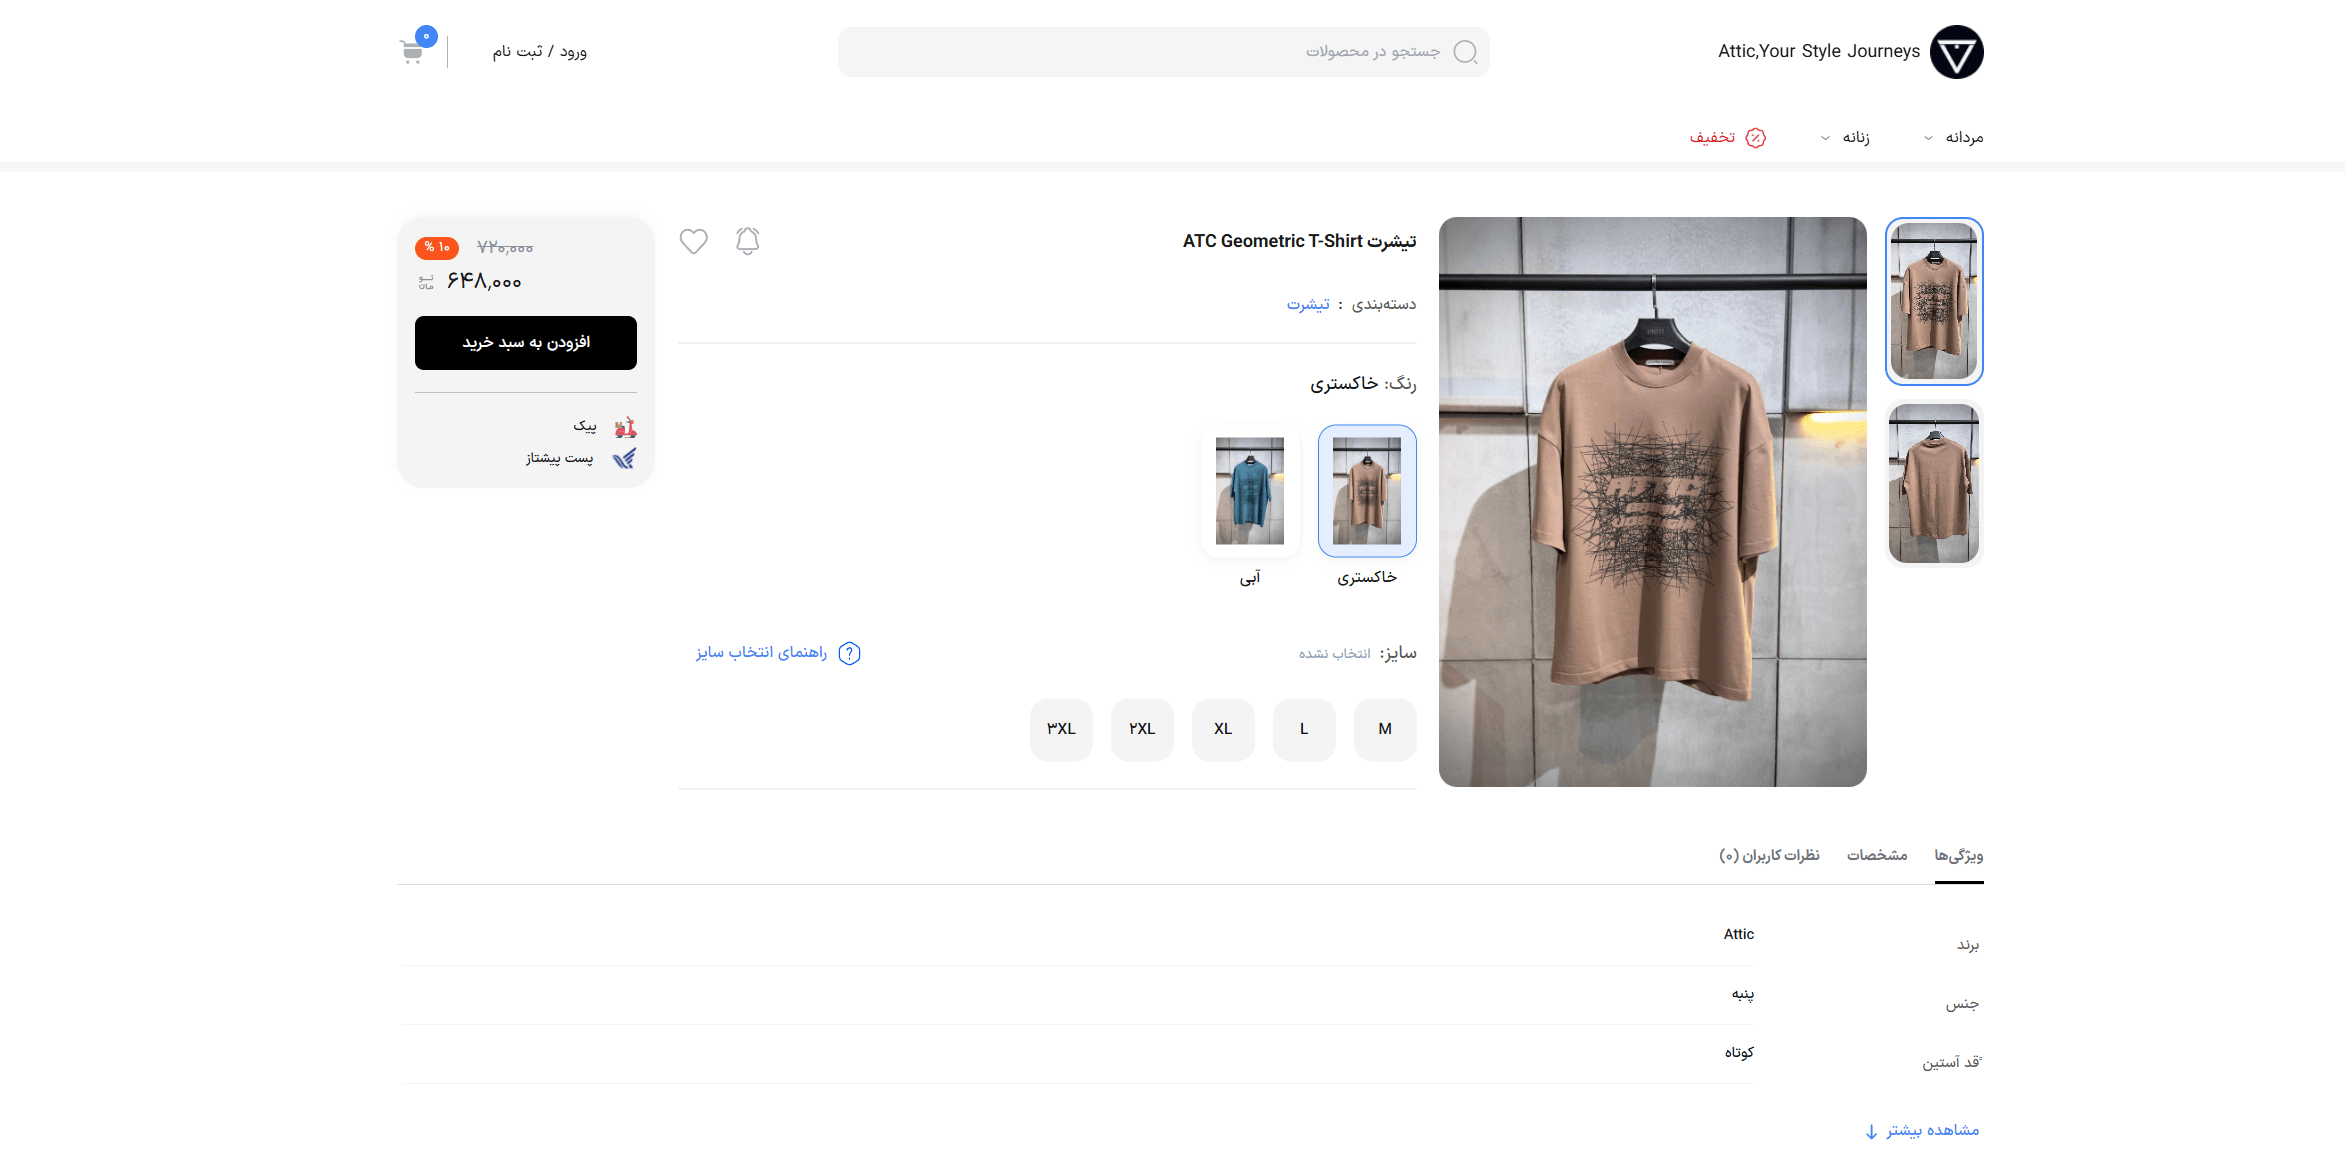 Attic,Your Style Journeys
جستجو در محصولات
ورود / ثبت نام
۰
مردانه
زنانه
تخفیف
تیشرت ATC Geometric T-Shirt
دسته‌بندی : تیشرت
رنگ: خاکستری
خاکستری
آبی
سایز: انتخاب نشده
راهنمای انتخاب سایز
M
L
XL
۲XL
۳XL
۷۲۰,۰۰۰
۱۰ %
۶۴۸,۰۰۰ تومان
افزودن به سبد خرید
پیک
پست پیشتاز
UNITY
ویژگی‌ها
مشخصات
نظرات کاربران (۰)
برند
Attic
جنس
پنبه
قد آستین
کوتاه
مشاهده بیشتر